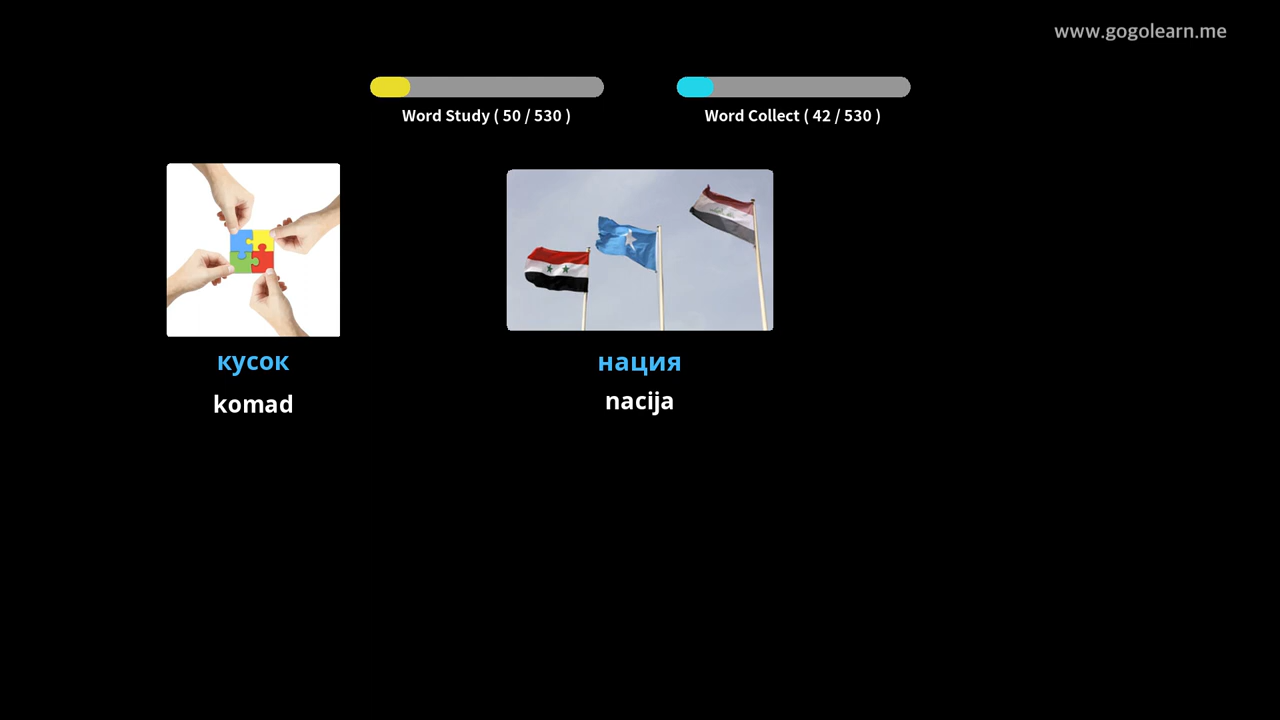 www.gogolearn.me
Word Study ( 50 / 530 )
Word Collect ( 42 / 530 )
кусок
komad
нация
nacija